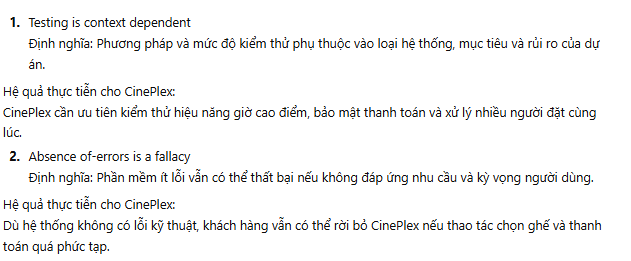 1. Testing is context dependent
Định nghĩa: Phương pháp và mức độ kiểm thử phụ thuộc vào loại hệ thống, mục tiêu và rủi ro của dự
án.
Hệ quả thực tiễn cho CinePlex:
CinePlex cần ưu tiên kiểm thử hiệu năng giờ cao điểm, bảo mật thanh toán và xử lý nhiều người đặt cùng
lúc.
2. Absence of-errors is a fallacy
Định nghĩa: Phần mềm ít lỗi vẫn có thể thất bại nếu không đáp ứng nhu cầu và kỳ vọng người dùng.
Hệ quả thực tiễn cho CinePlex:
Dù hệ thống không có lỗi kỹ thuật, khách hàng vẫn có thể rời bỏ CinePlex nếu thao tác chọn ghế và thanh
toán quá phức tạp.